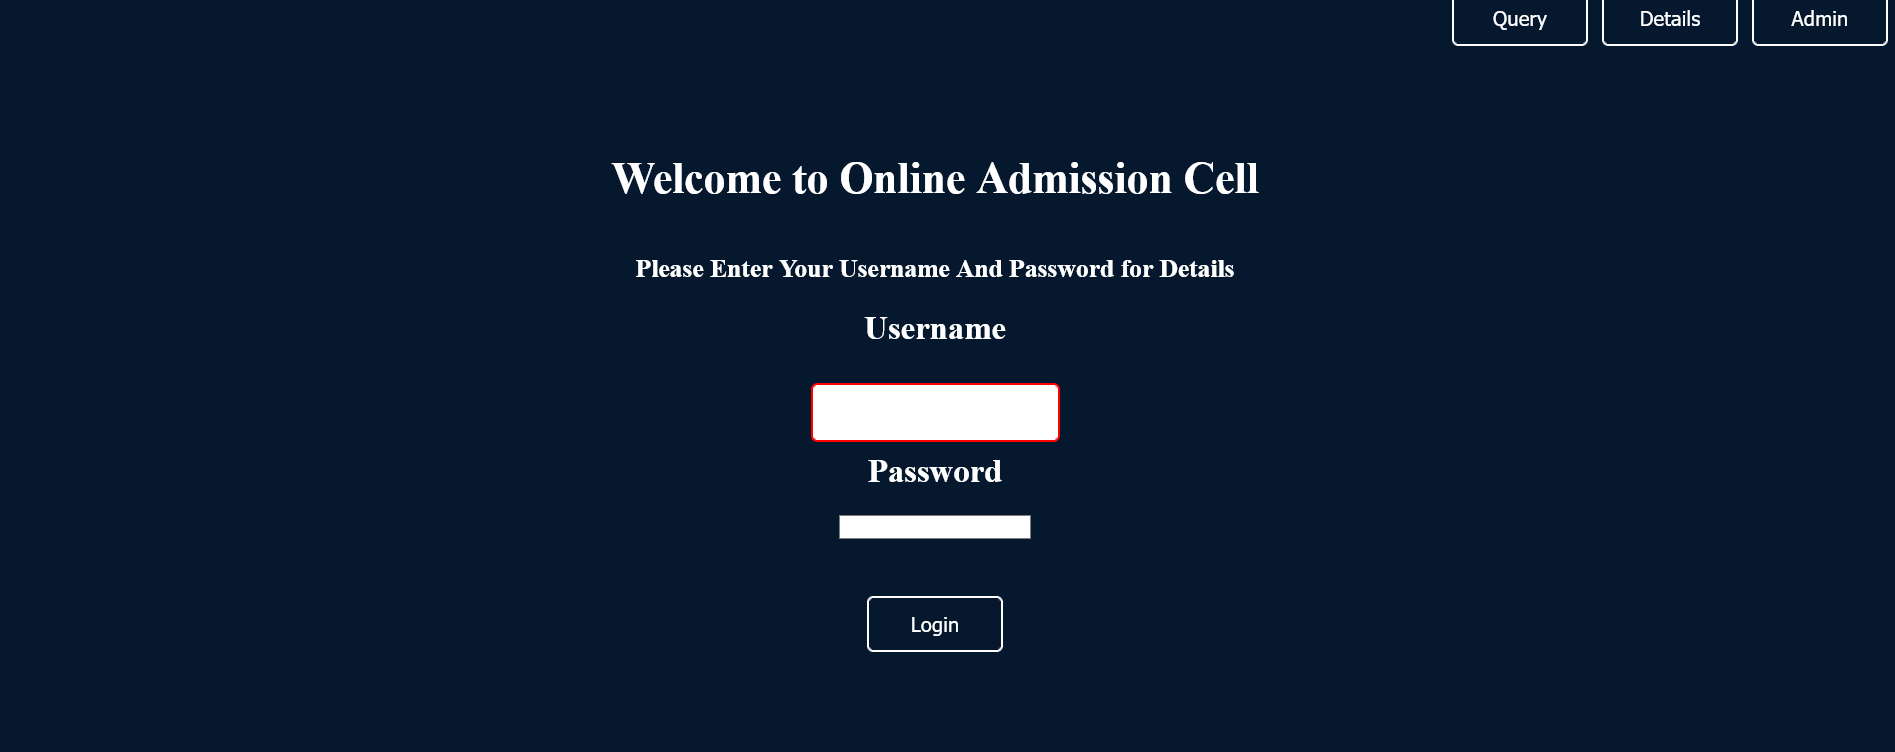 Query Details Admin
Welcome to Online Admission Cell
Please Enter Your Username And Password for Details
Username
Password
Login